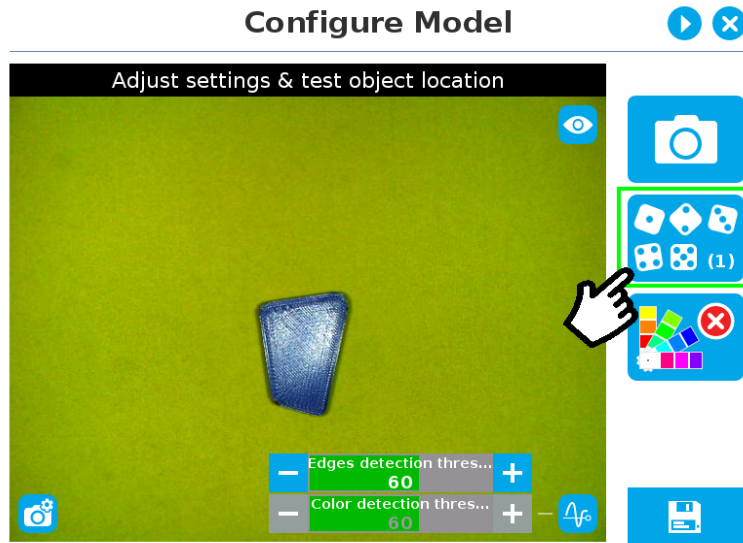 Configure Model
Adjust settings & test object location
(1)
Edges detection thres...
60
Color detection thres...
60